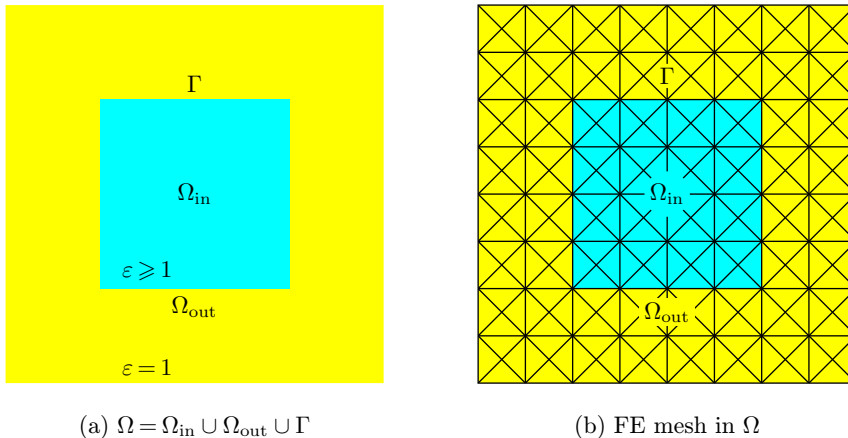 Γ
Ω_in
ε ⩾ 1
Ω_out
ε = 1
(a) Ω = Ω_in ∪ Ω_out ∪ Γ
Γ
Ω_in
Ω_out
(b) FE mesh in Ω